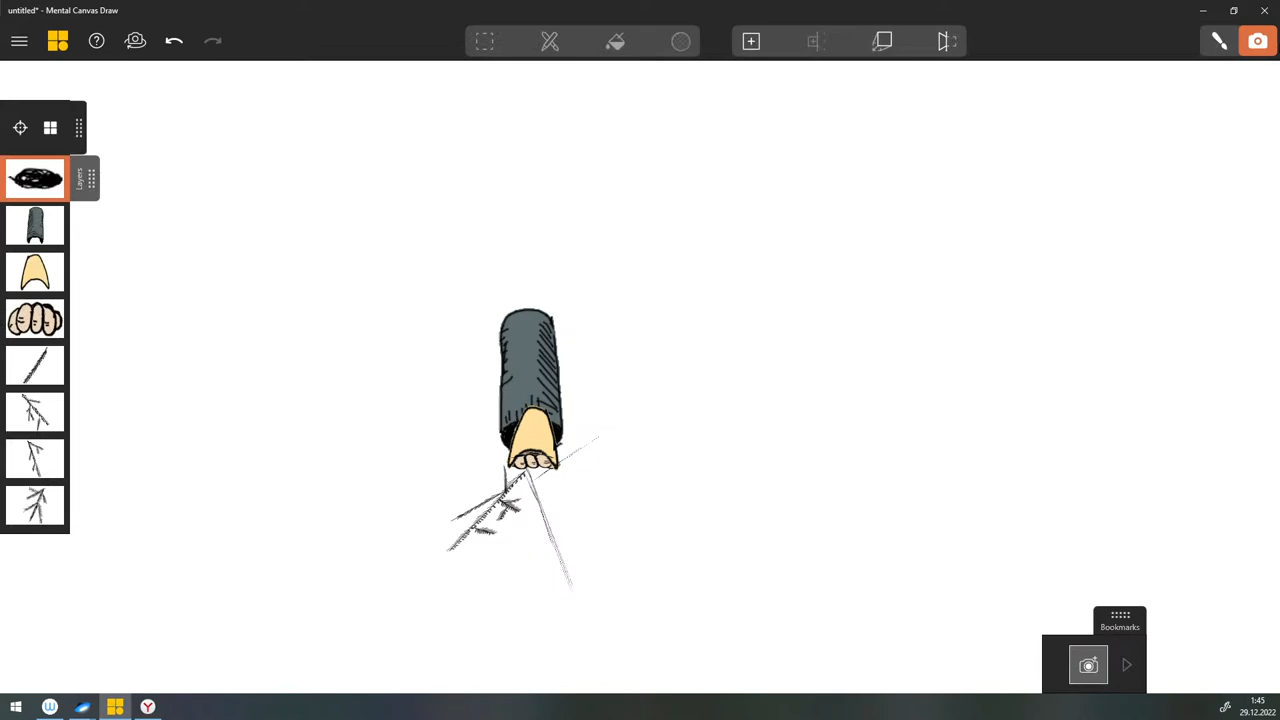 untitled* - Mental Canvas Draw
Layers
Bookmarks
1:45
29.12.2022